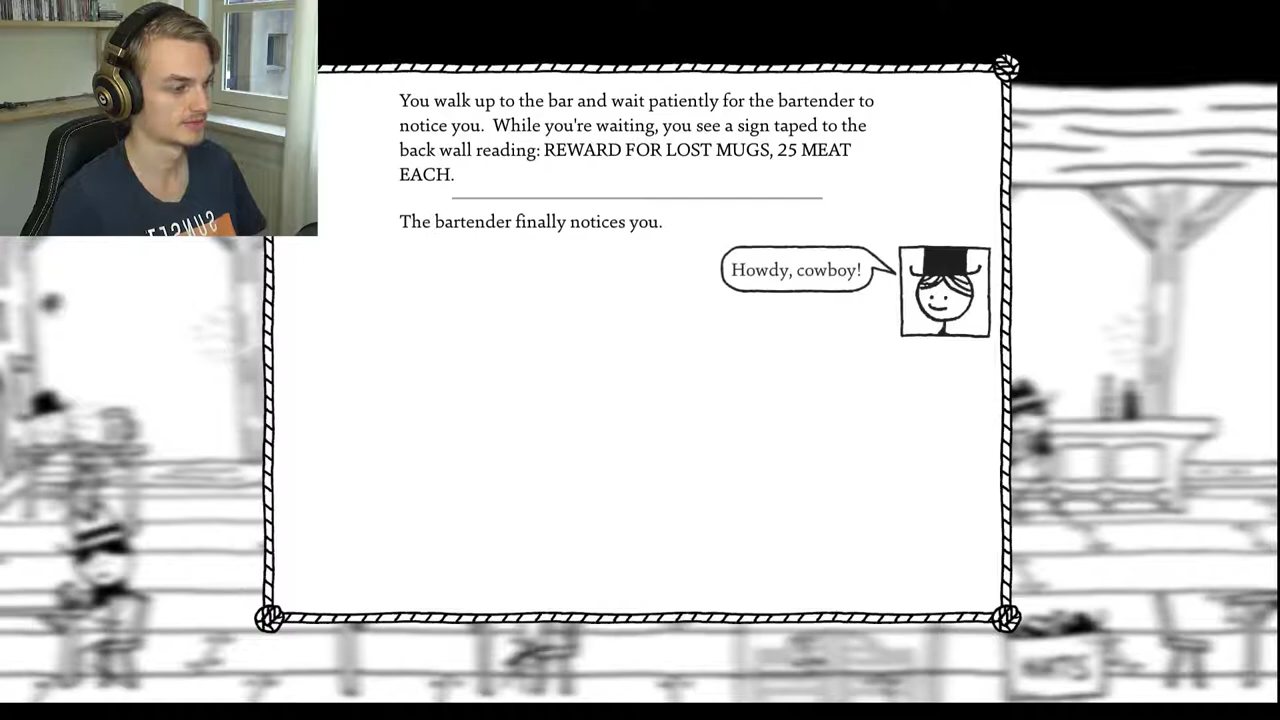 You walk up to the bar and wait patiently for the bartender to
notice you. While you're waiting, you see a sign taped to the
back wall reading: REWARD FOR LOST MUGS, 25 MEAT
EACH.
The bartender finally notices you.
Howdy, cowboy!